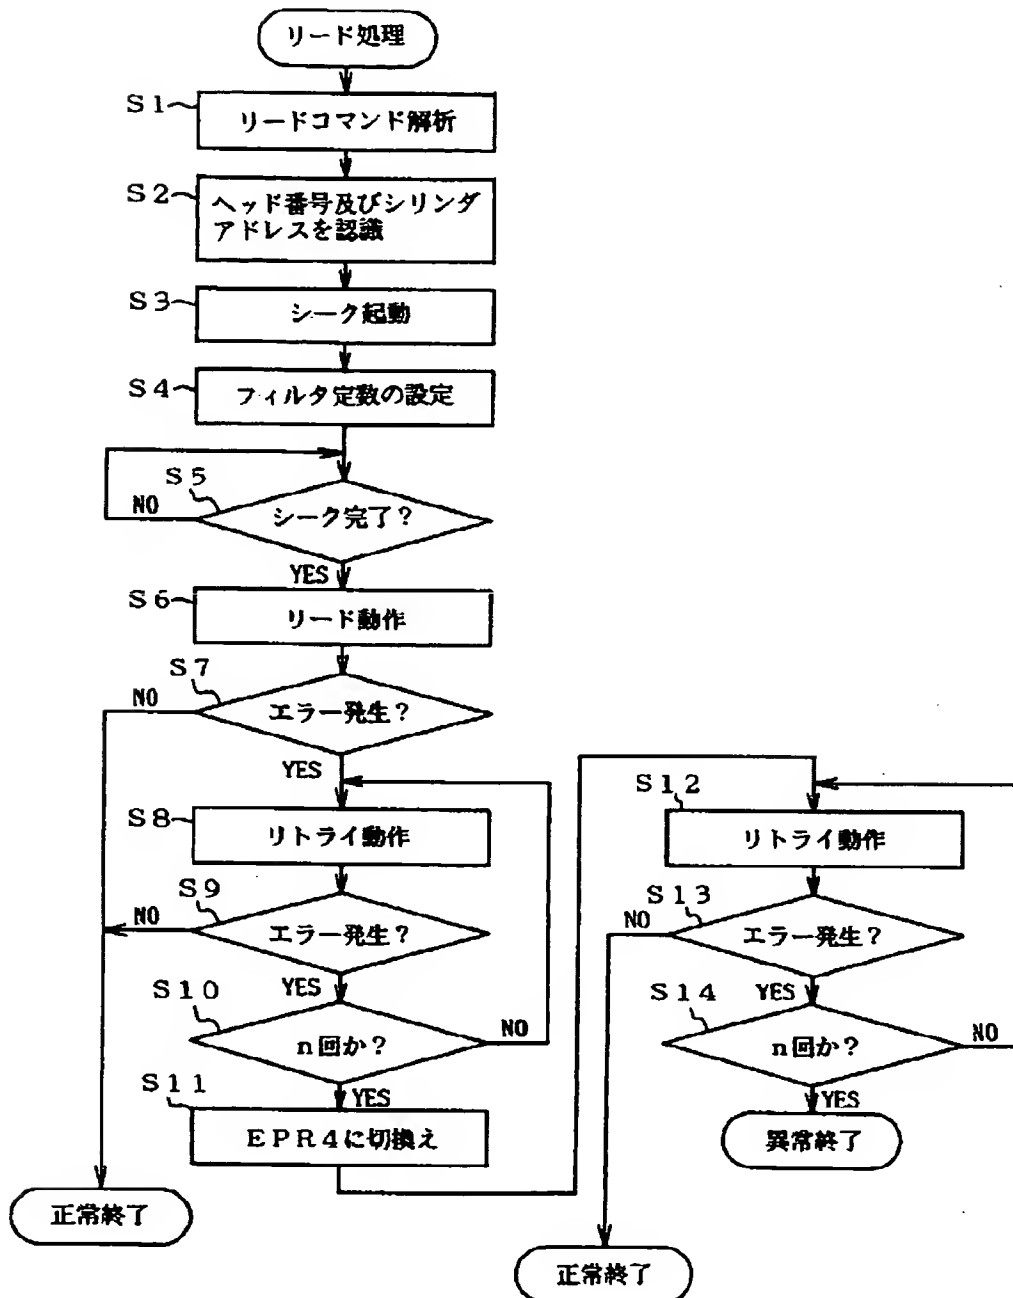 リード処理
S1
リードコマンド解析
S2
ヘッド番号及びシリンダ
アドレスを認識
S3
シーク起動
S4
フィルタ定数の設定
S5
NO
シーク完了?
YES
S6
リード動作
S7
NO
エラー発生?
YES
S8
リトライ動作
S9
NO
エラー発生?
YES
S10
n回か?
NO
YES
S11
EPR4に切換え
正常終了
S12
リトライ動作
S13
NO
エラー発生?
YES
S14
n回か?
NO
YES
異常終了
正常終了